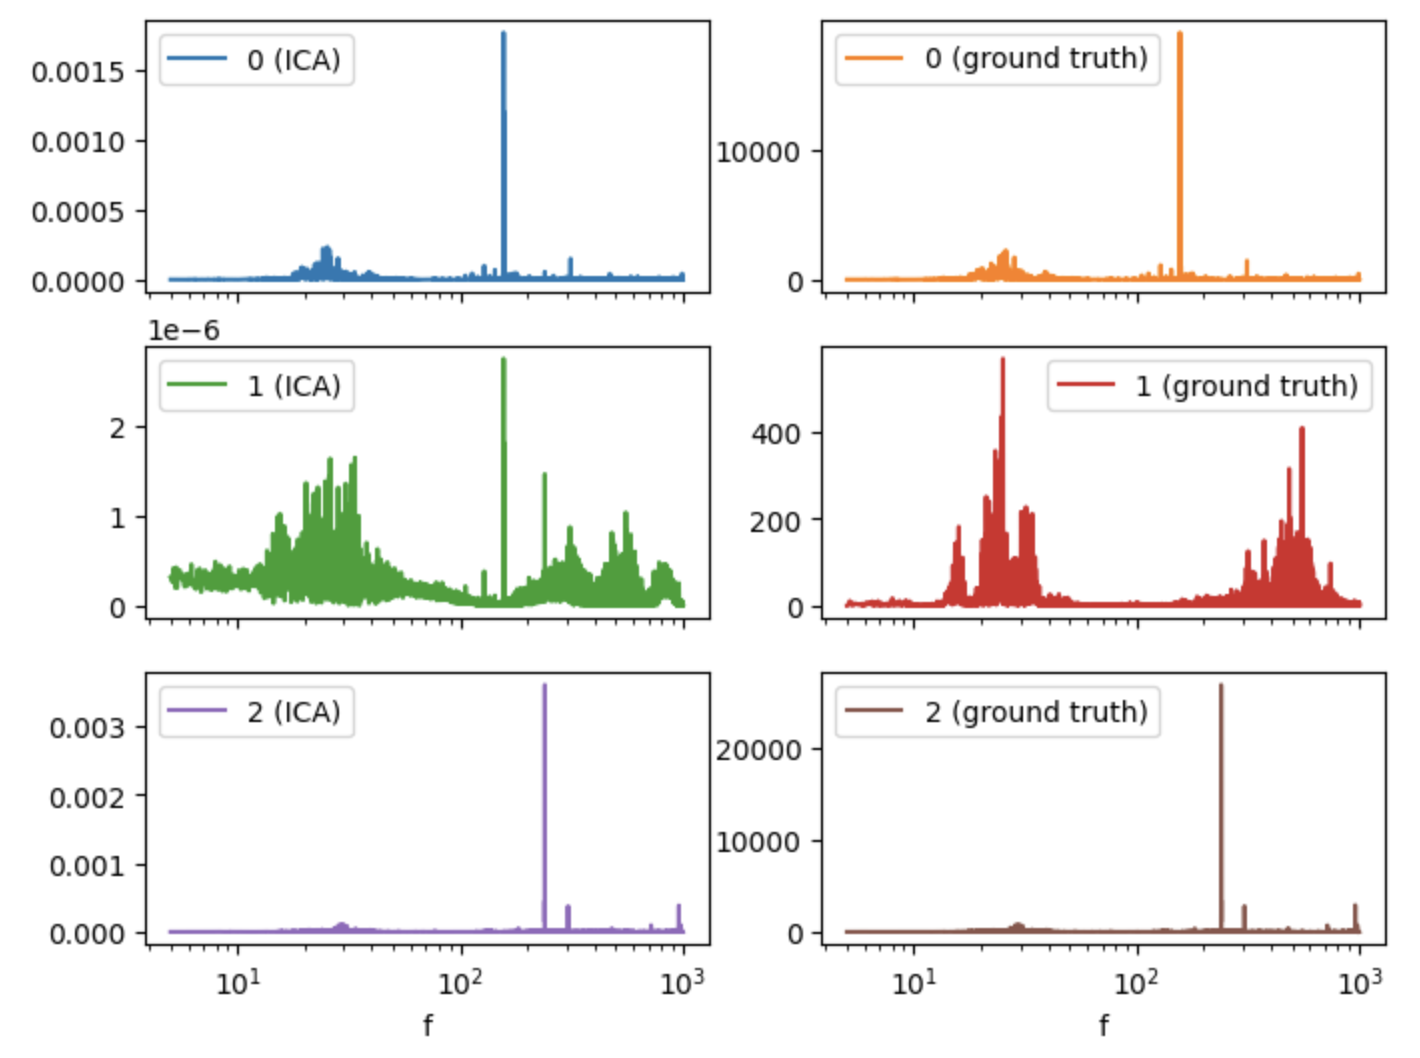 0 (ICA)
0.0015
0.0010
0.0005
0.0000
0 (ground truth)
10000
0
1e−6
1 (ICA)
2
1
0
1 (ground truth)
400
200
0
2 (ICA)
0.003
0.002
0.001
0.000
10¹ 10² 10³
f
2 (ground truth)
20000
10000
0
10¹ 10² 10³
f